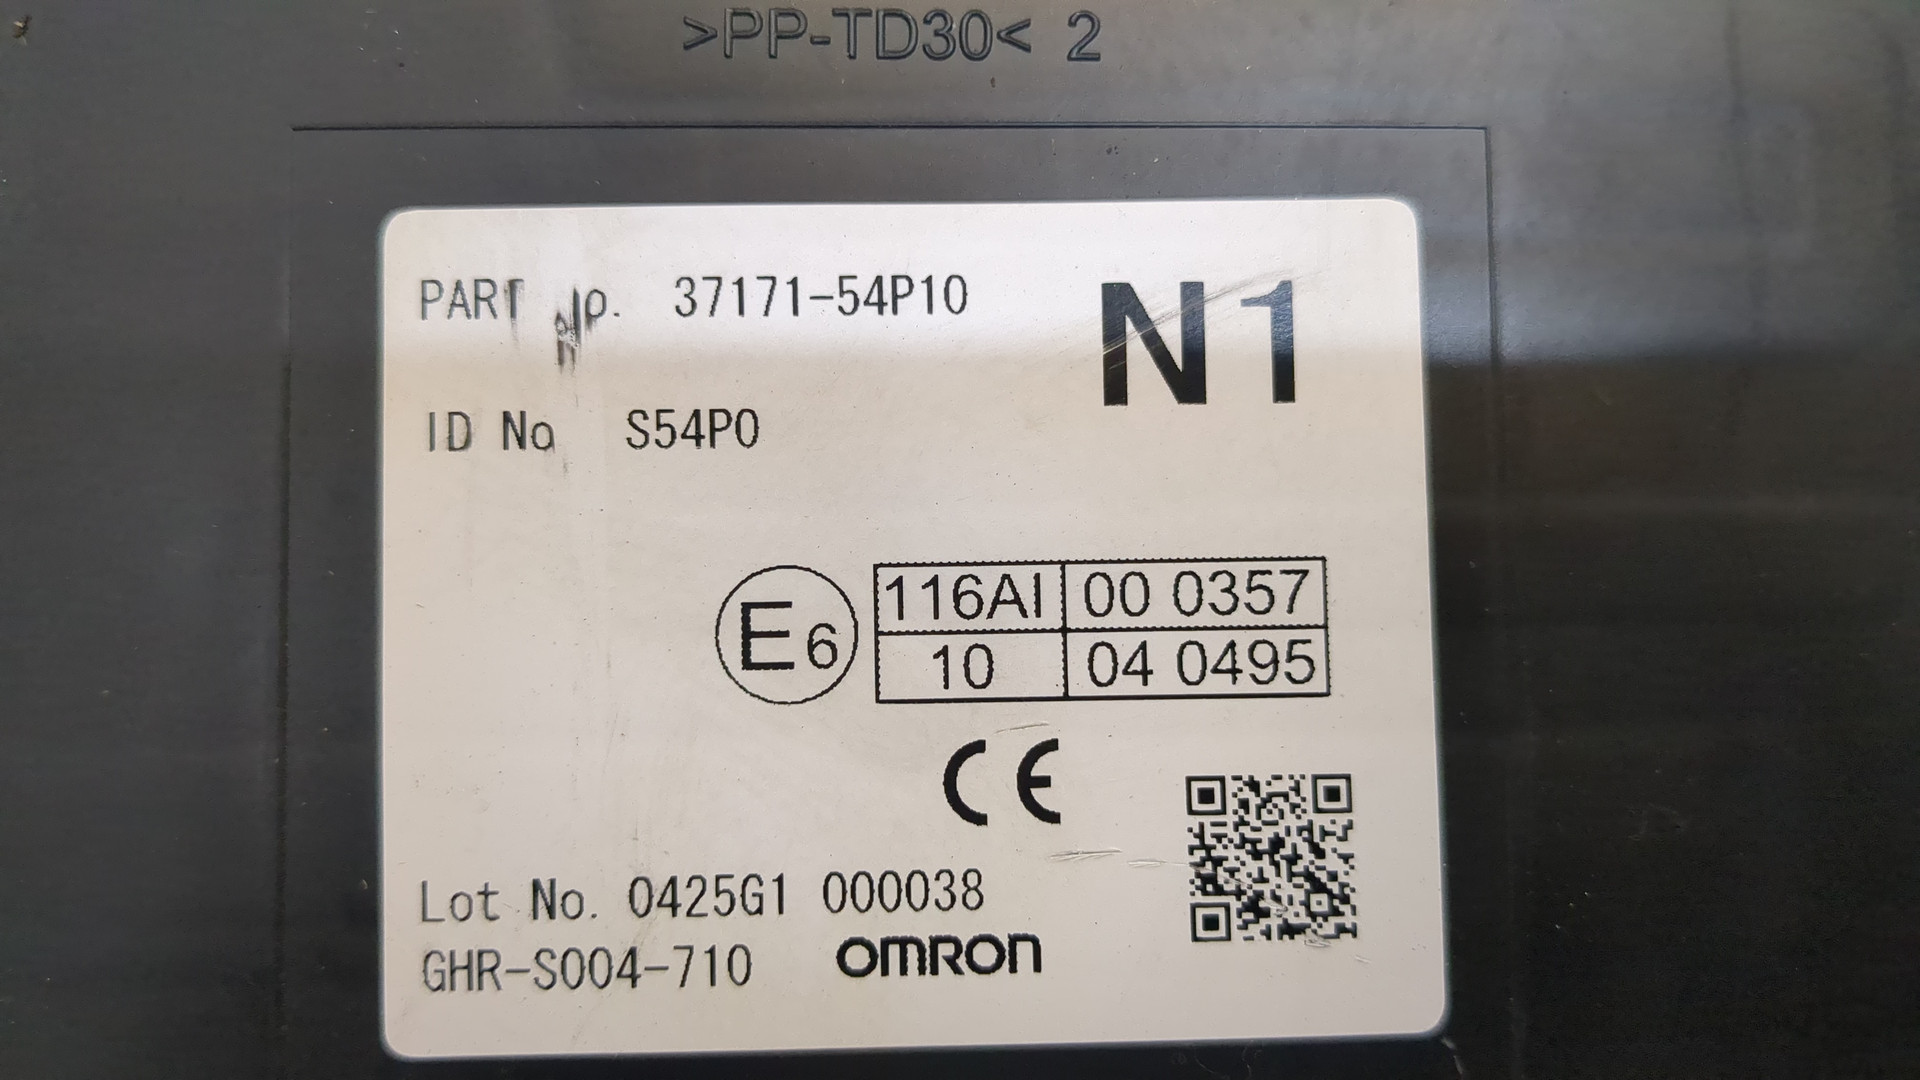 >PP-TD30< 2
PART No. 37171-54P10
N1
ID No S54P0
E6
116AI 00 0357
10 04 0495
CE
Lot No. 0425G1 000038
GHR-S004-710 OMRON